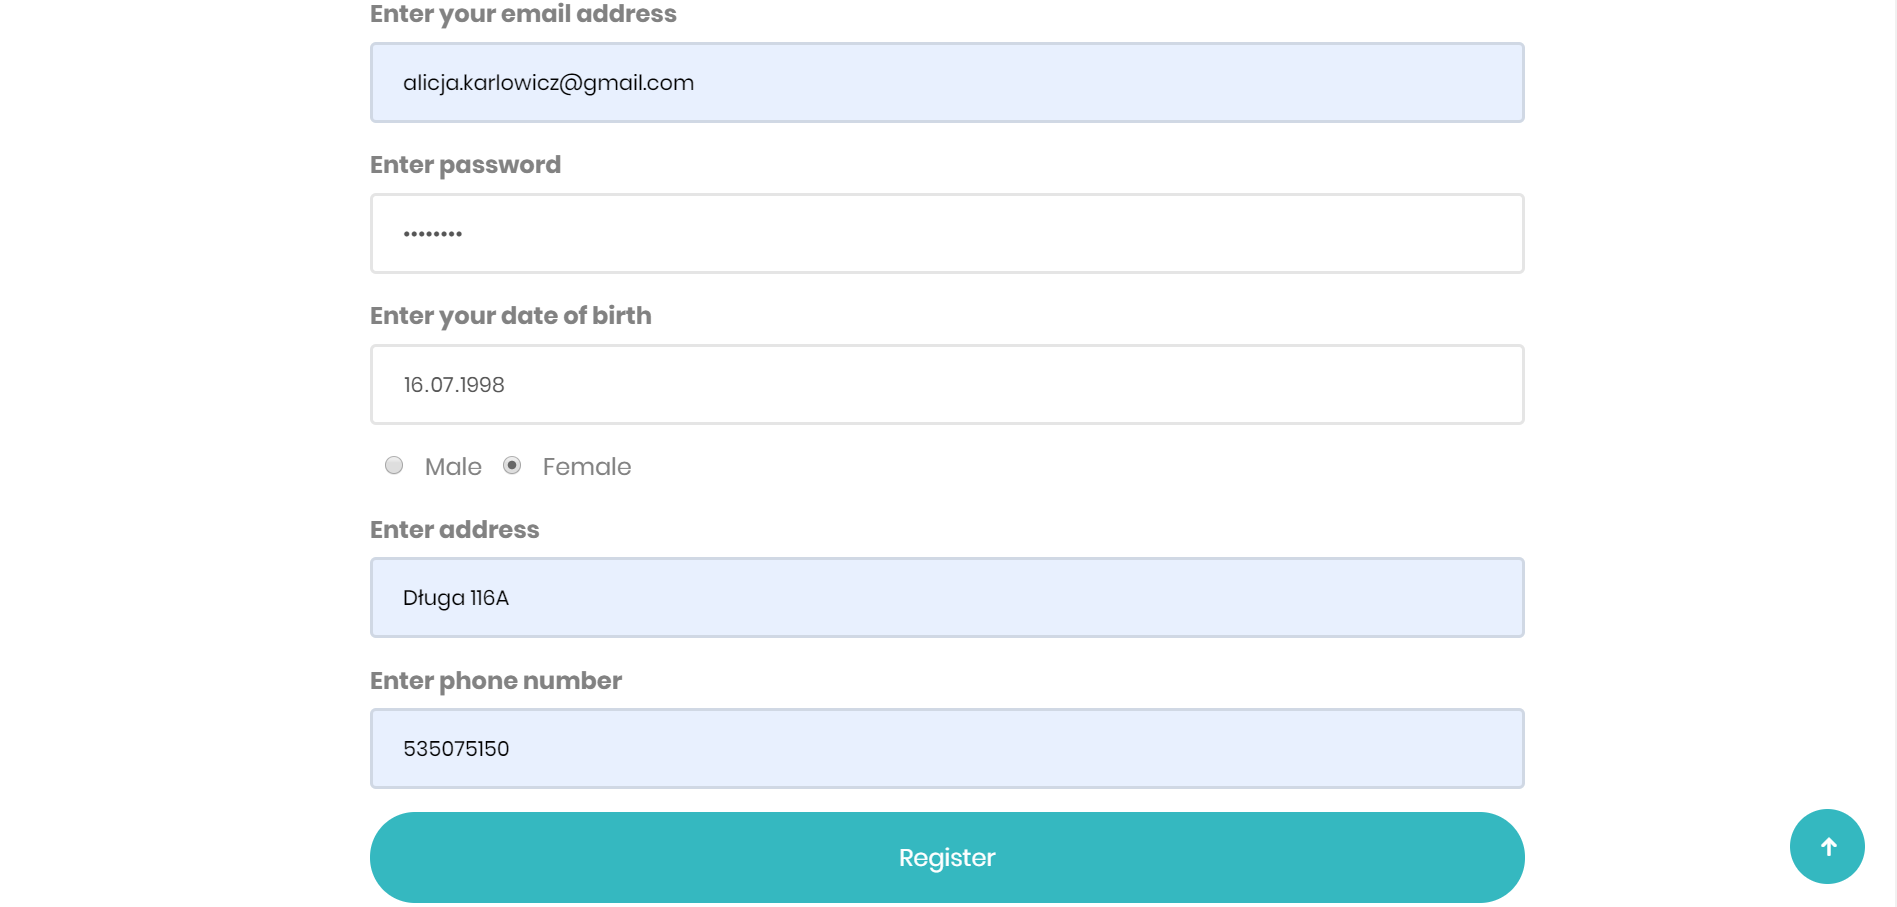 Enter your email address
alicja.karlowicz@gmail.com
Enter password
••••••••
Enter your date of birth
16.07.1998
Male Female
Enter address
Długa 116A
Enter phone number
535075150
Register